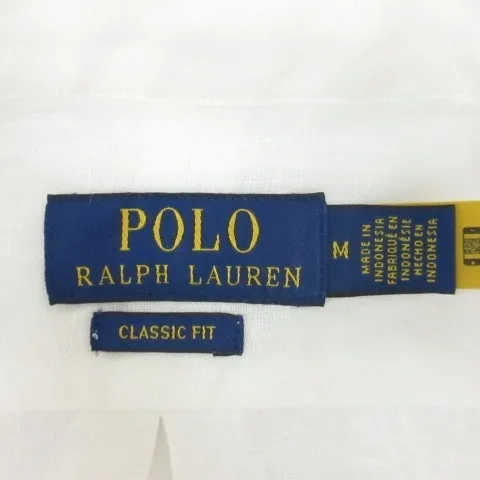 POLO
RALPH LAUREN
M
MADE IN
INDONESIA
FABRIQUÉ EN
INDONÉSIE
HECHO EN
INDONESIA
CLASSIC FIT